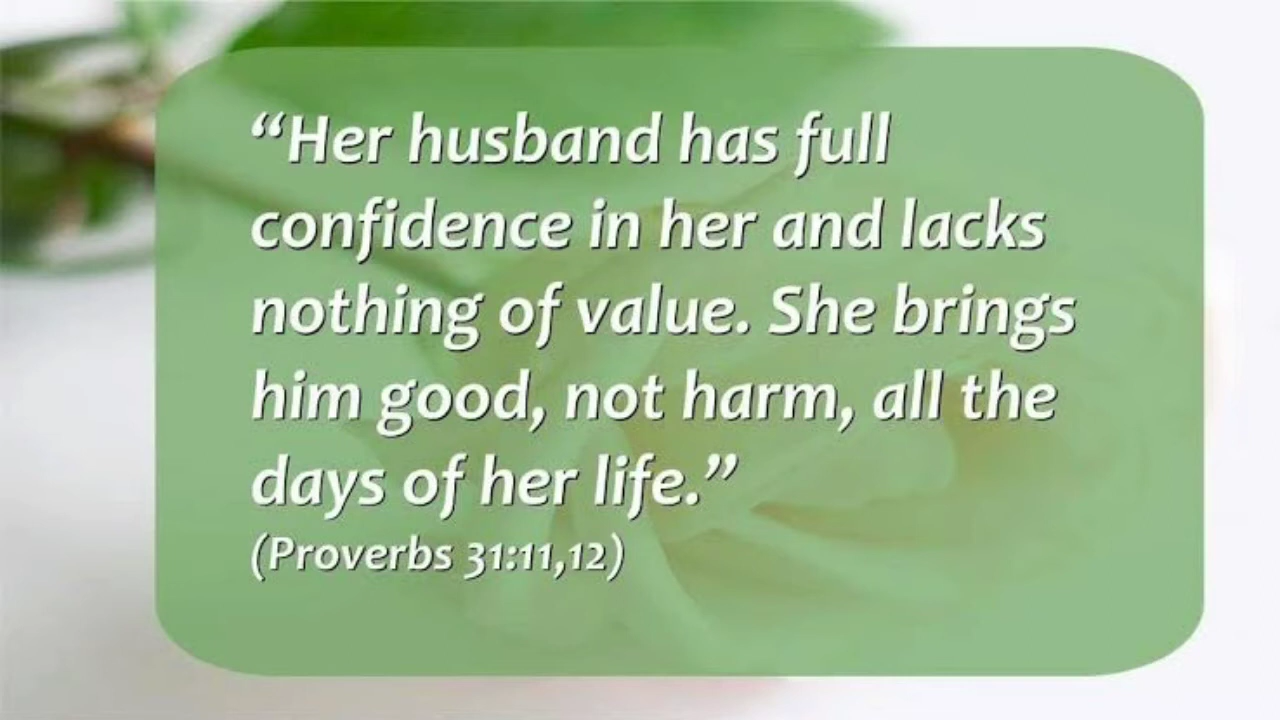 “Her husband has full
confidence in her and lacks
nothing of value. She brings
him good, not harm, all the
days of her life.”
(Proverbs 31:11,12)